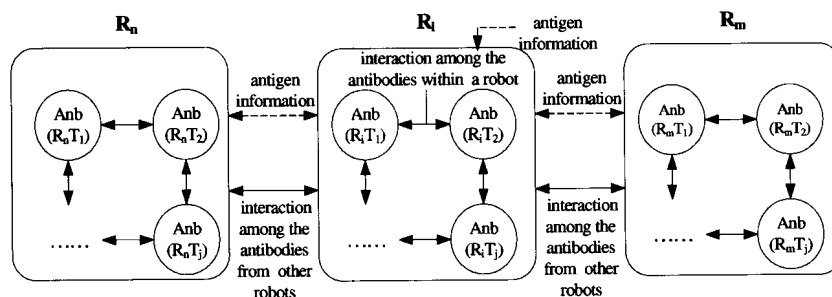 Rn
Ri
Rm
antigen
information
interaction among the
antibodies within a robot
antigen
information
antigen
information
Anb
(RnT1)
Anb
(RnT2)
Anb
(RiT1)
Anb
(RiT2)
Anb
(RmT1)
Anb
(RmT2)
interaction
among the
antibodies
from other
robots
interaction
among the
antibodies
from other
robots
......
Anb
(RnTj)
......
Anb
(RiTj)
......
Anb
(RmTj)